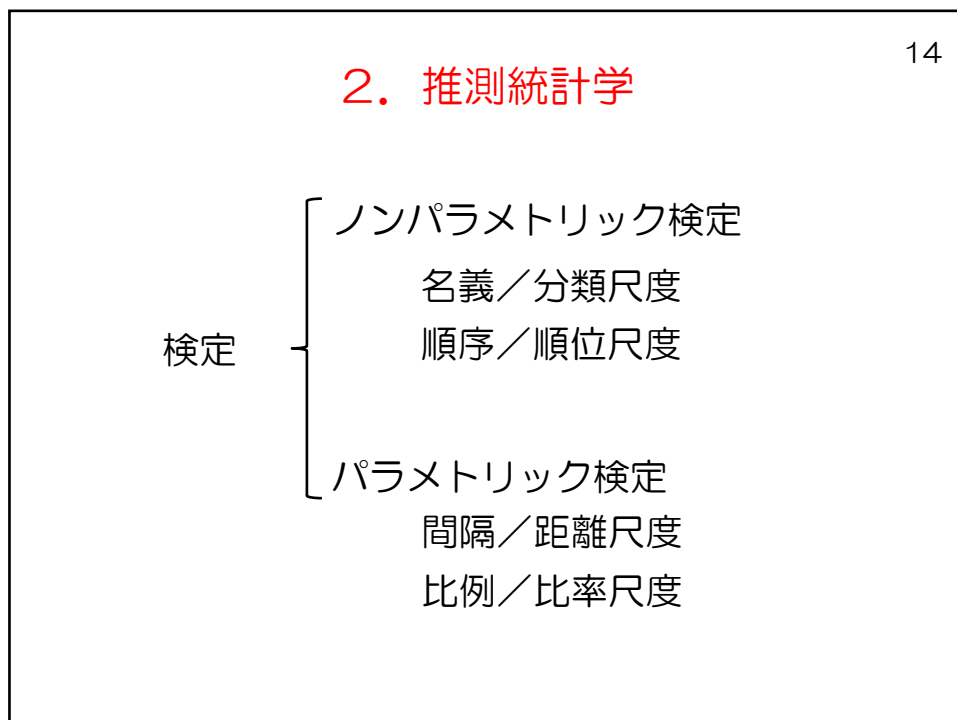 14
2．推測統計学
ノンパラメトリック検定
名義／分類尺度
順序／順位尺度
検定
パラメトリック検定
間隔／距離尺度
比例／比率尺度